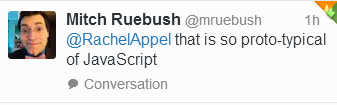 Mitch Ruebush @mruebush 1h
@RachelAppel that is so proto-typical
of JavaScript
Conversation